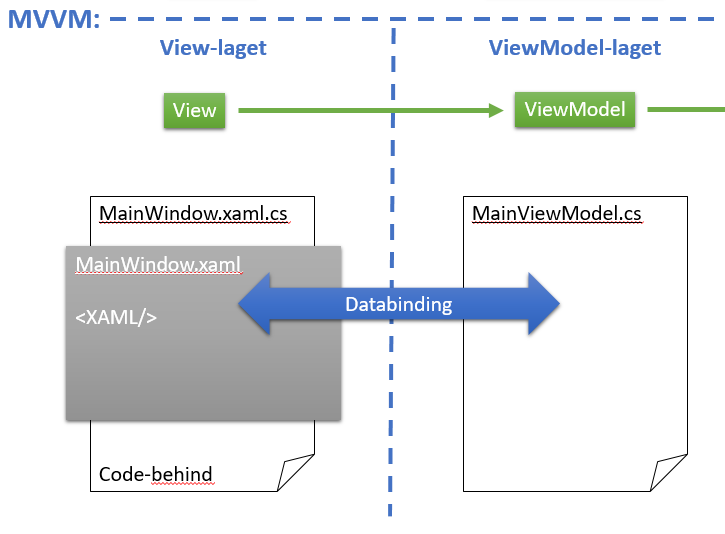 MVVM:
View-laget
ViewModel-laget
View
ViewModel
MainWindow.xaml.cs
MainViewModel.cs
MainWindow.xaml
Databinding
<XAML/>
Code-behind